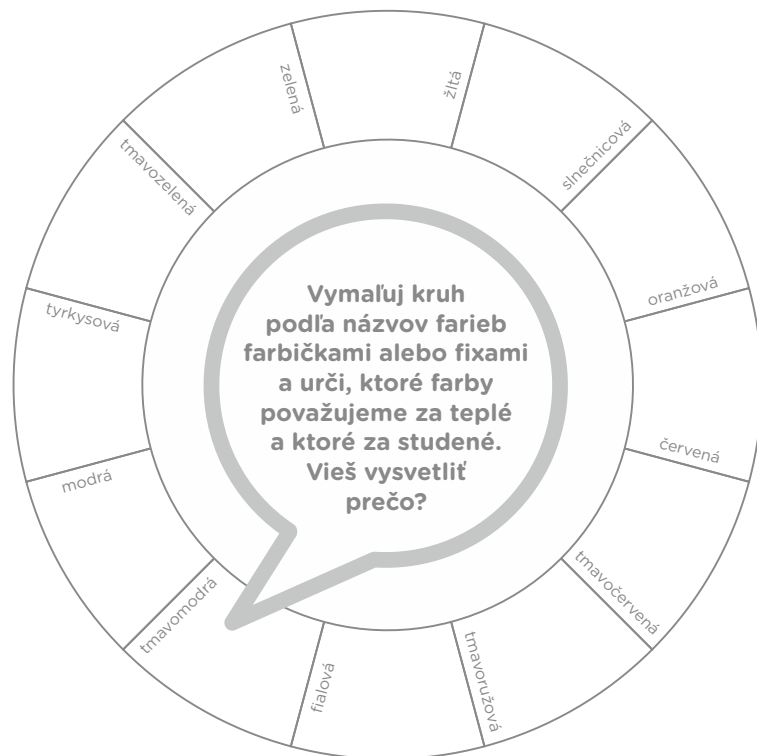 zelená
žltá
slnečnicová
oranžová
červená
tmavočervená
tmavoružová
fialová
tmavomodrá
modrá
tyrkysová
tmavozelená
Vymaľuj kruh
podľa názvov farieb
farbičkami alebo fixami
a urči, ktoré farby
považujeme za teplé
a ktoré za studené.
Vieš vysvetliť
prečo?